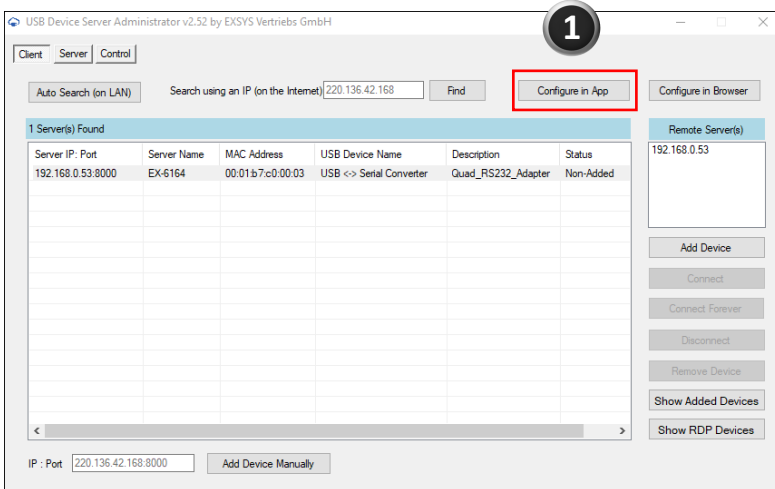 USB Device Server Administrator v2.52 by EXSYS Vertriebs GmbH
1
Client Server Control
Auto Search (on LAN) Search using an IP (on the Internet) 220.136.42.168 Find Configure in App Configure in Browser
1 Server(s) Found Remote Server(s)
Server IP: Port Server Name MAC Address USB Device Name Description Status 192.168.0.53
192.168.0.53:8000 EX-6164 00:01:b7:c0:00:03 USB <-> Serial Converter Quad_RS232_Adapter Non-Added
Add Device
Connect
Connect Forever
Disconnect
Remove Device
Show Added Devices
Show RDP Devices
IP : Port 220.136.42.168:8000 Add Device Manually